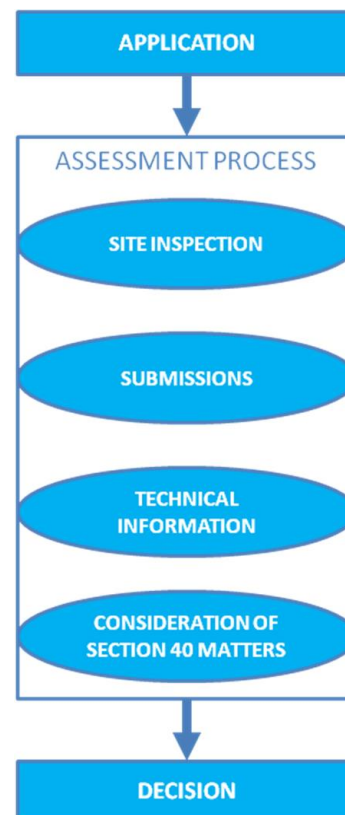 APPLICATION
ASSESSMENT PROCESS
SITE INSPECTION
SUBMISSIONS
TECHNICAL
INFORMATION
CONSIDERATION OF
SECTION 40 MATTERS
DECISION